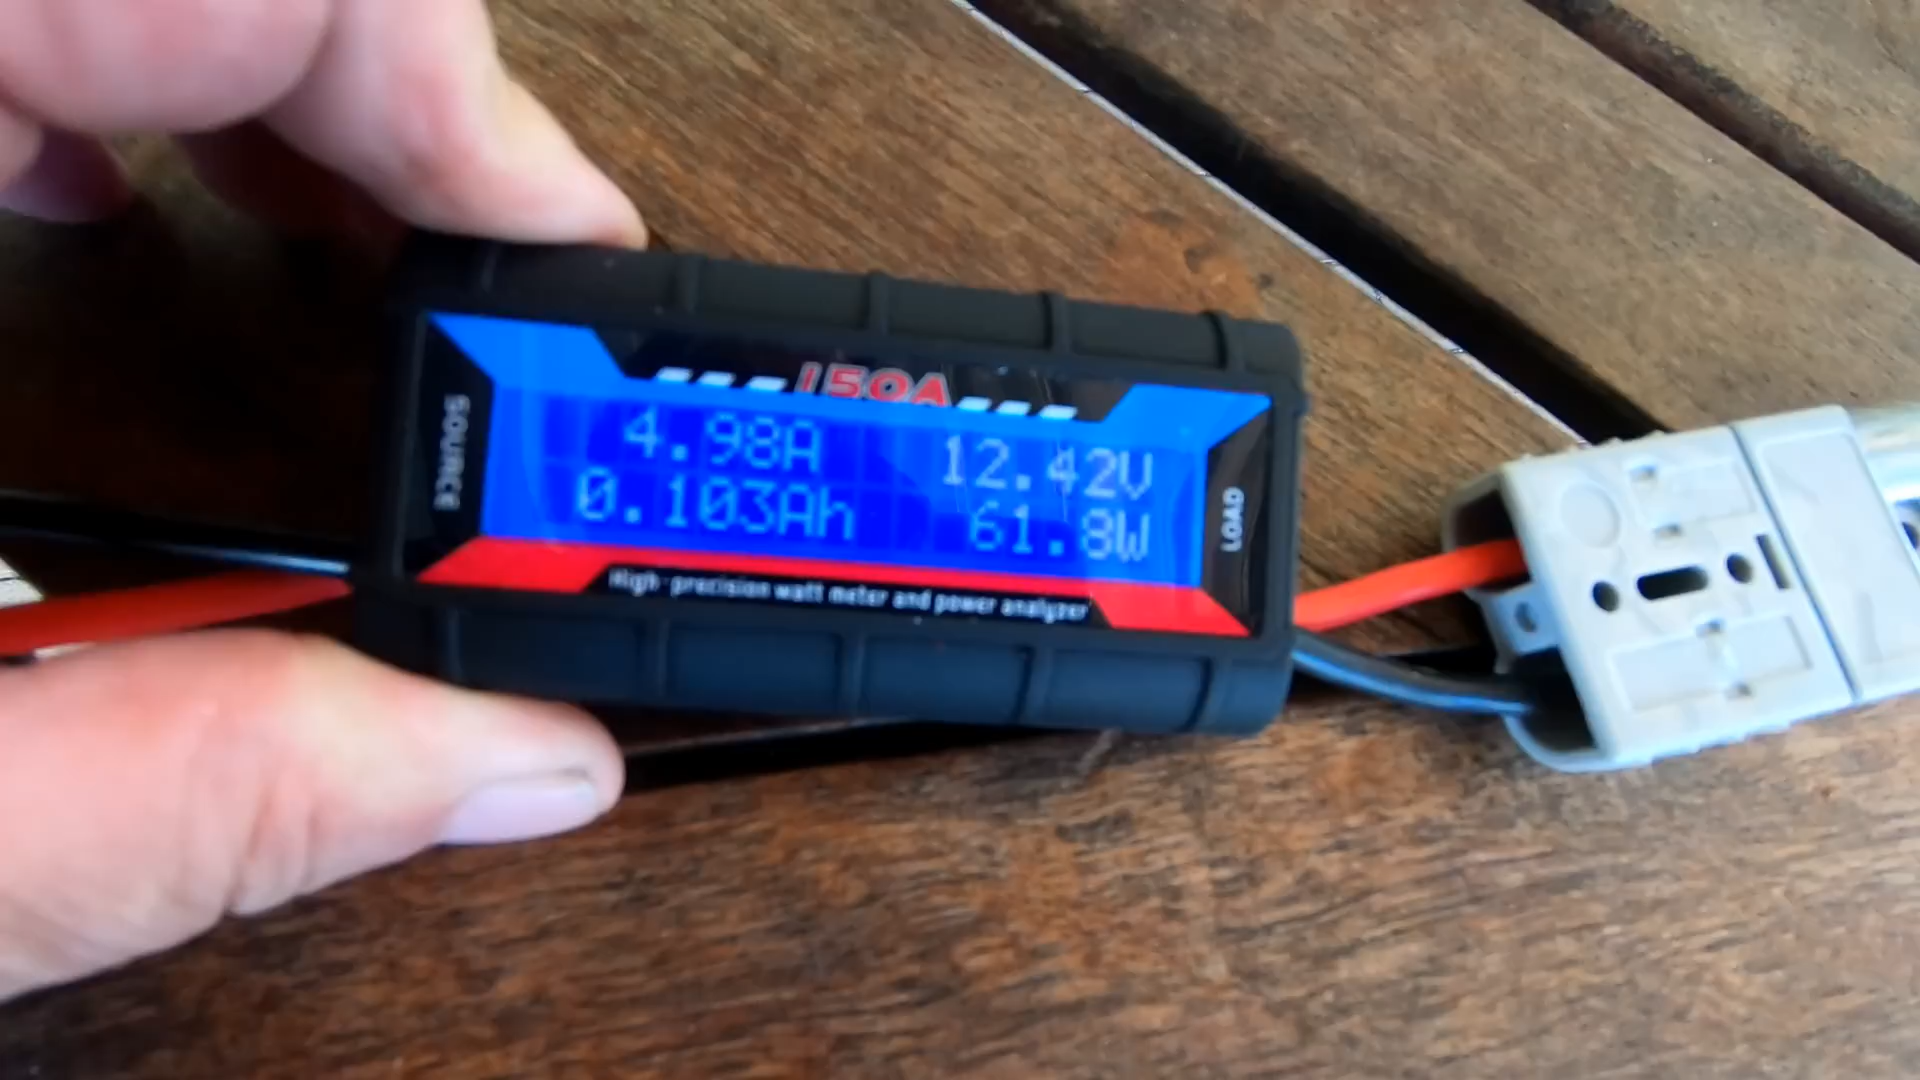 150A
SOURCE
4.98A 12.42V
0.103Ah 61.8W
LOAD
High-precision watt meter and power analyzer